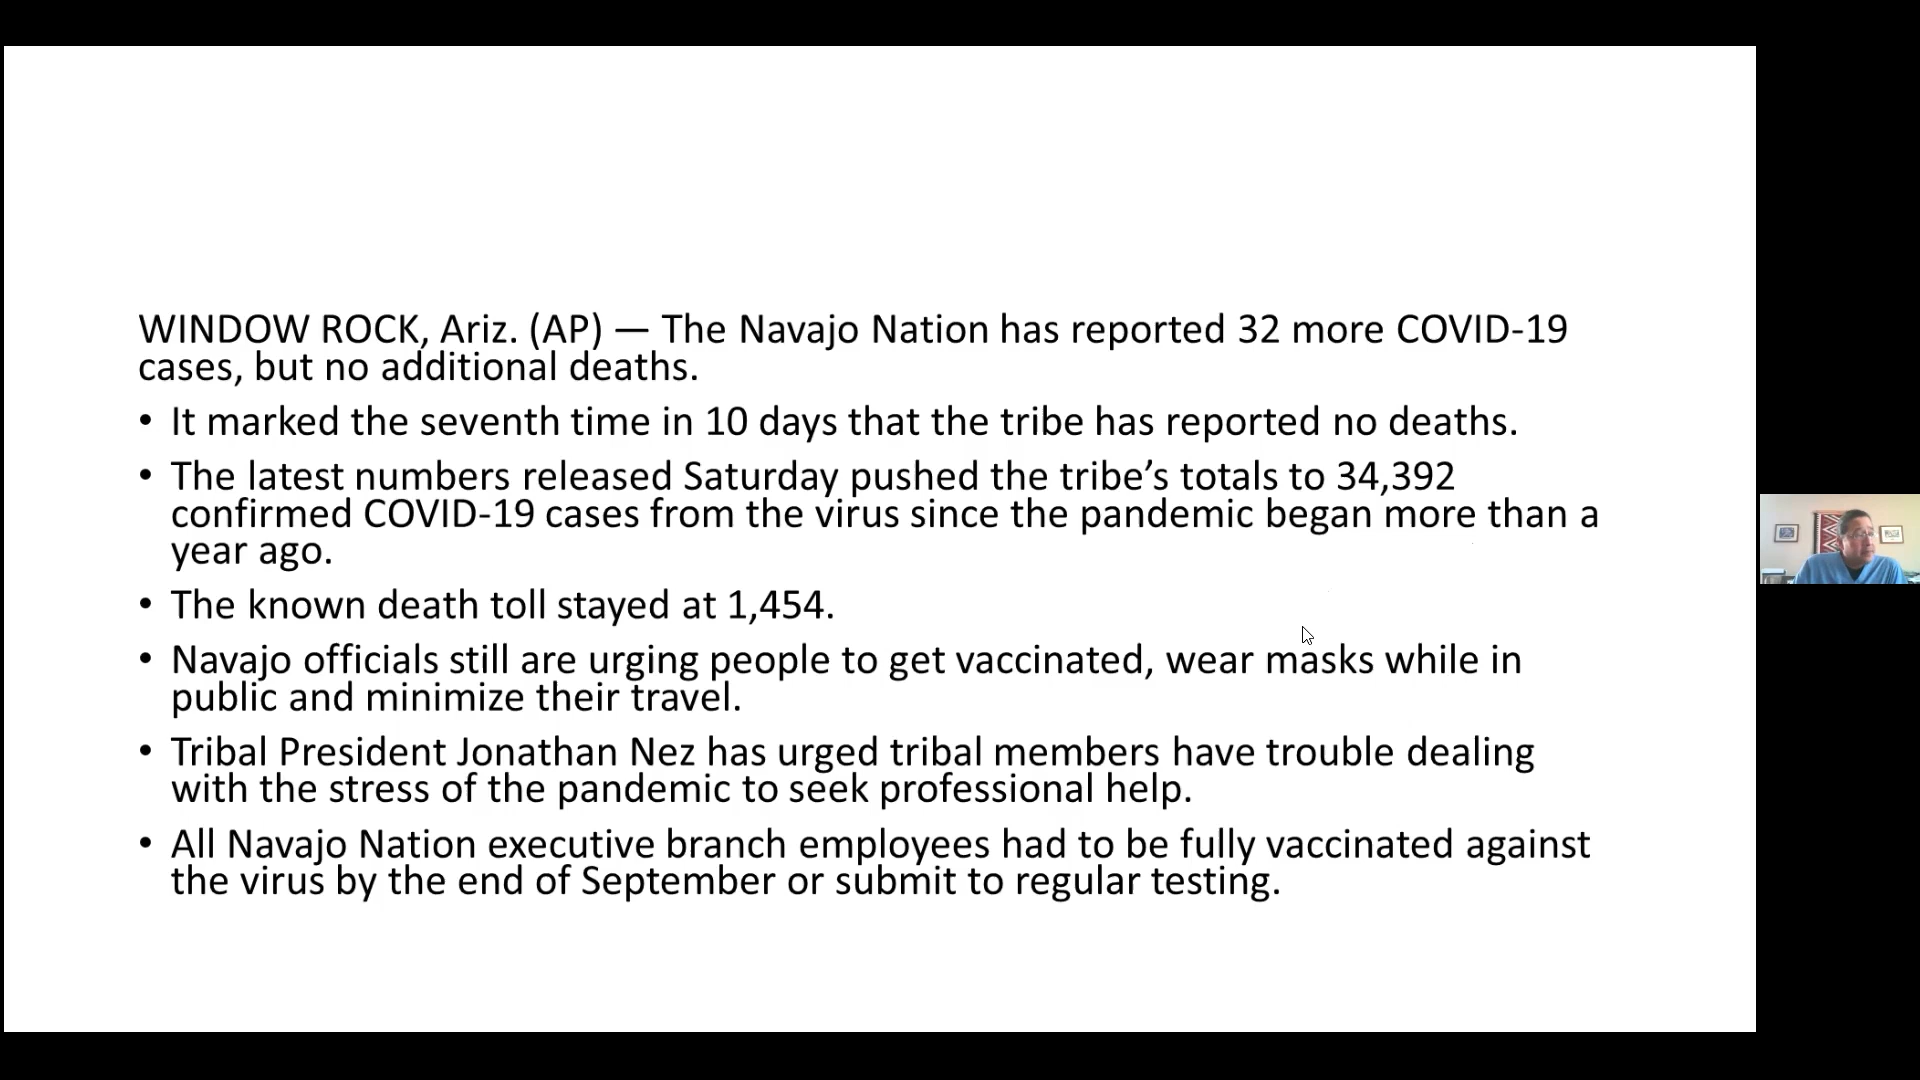 WINDOW ROCK, Ariz. (AP) — The Navajo Nation has reported 32 more COVID-19
cases, but no additional deaths.
• It marked the seventh time in 10 days that the tribe has reported no deaths.
• The latest numbers released Saturday pushed the tribe’s totals to 34,392
confirmed COVID-19 cases from the virus since the pandemic began more than a
year ago.
• The known death toll stayed at 1,454.
• Navajo officials still are urging people to get vaccinated, wear masks while in
public and minimize their travel.
• Tribal President Jonathan Nez has urged tribal members have trouble dealing
with the stress of the pandemic to seek professional help.
• All Navajo Nation executive branch employees had to be fully vaccinated against
the virus by the end of September or submit to regular testing.